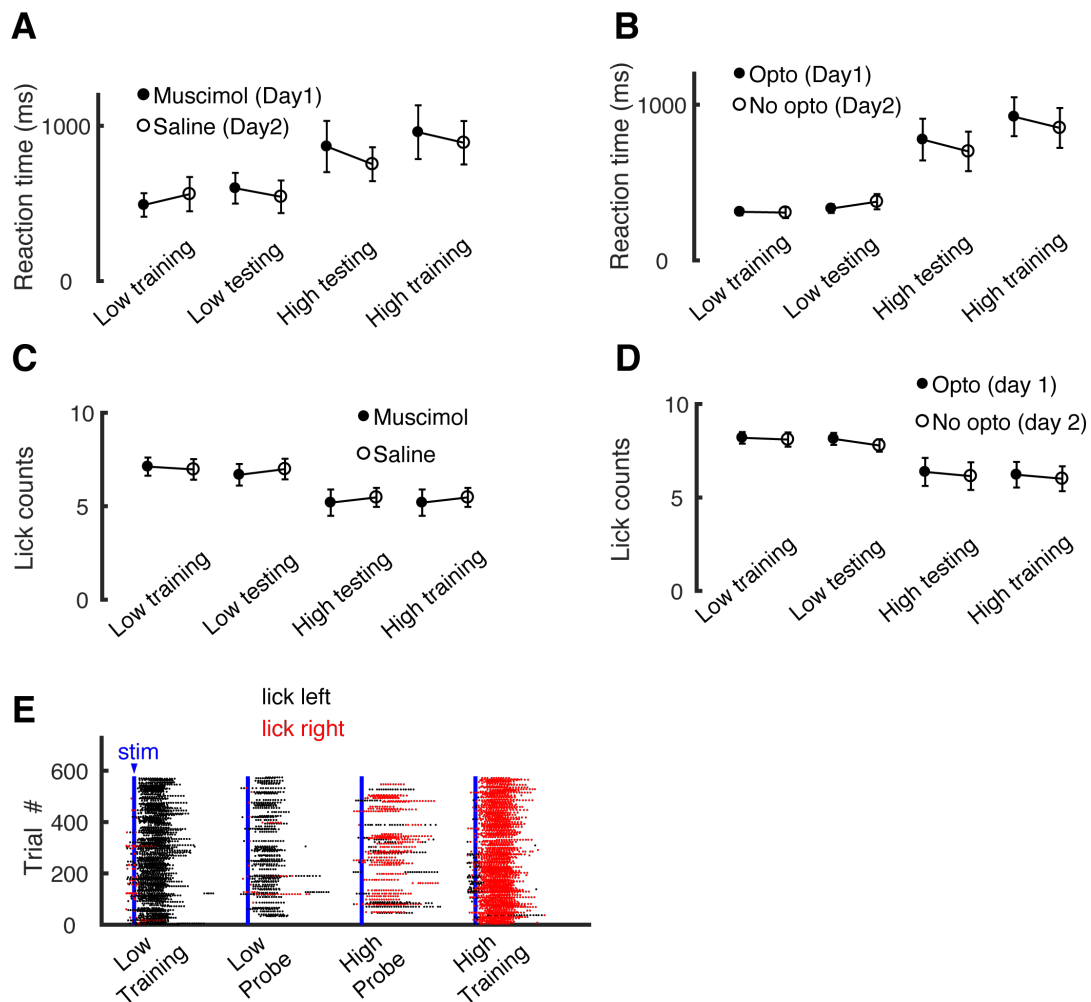 A
Reaction time (ms)
1000
0
Muscimol (Day1)
Saline (Day2)
Low training
Low testing
High testing
High training
B
Reaction time (ms)
1000
0
Opto (Day1)
No opto (Day2)
Low training
Low testing
High testing
High training
C
Lick counts
10
5
0
Muscimol
Saline
Low training
Low testing
High testing
High training
D
Lick counts
10
5
0
Opto (day 1)
No opto (day 2)
Low training
Low testing
High testing
High training
E
lick left
lick right
stim
Trial #
600
400
200
0
Low
Training
Low
Probe
High
Probe
High
Training